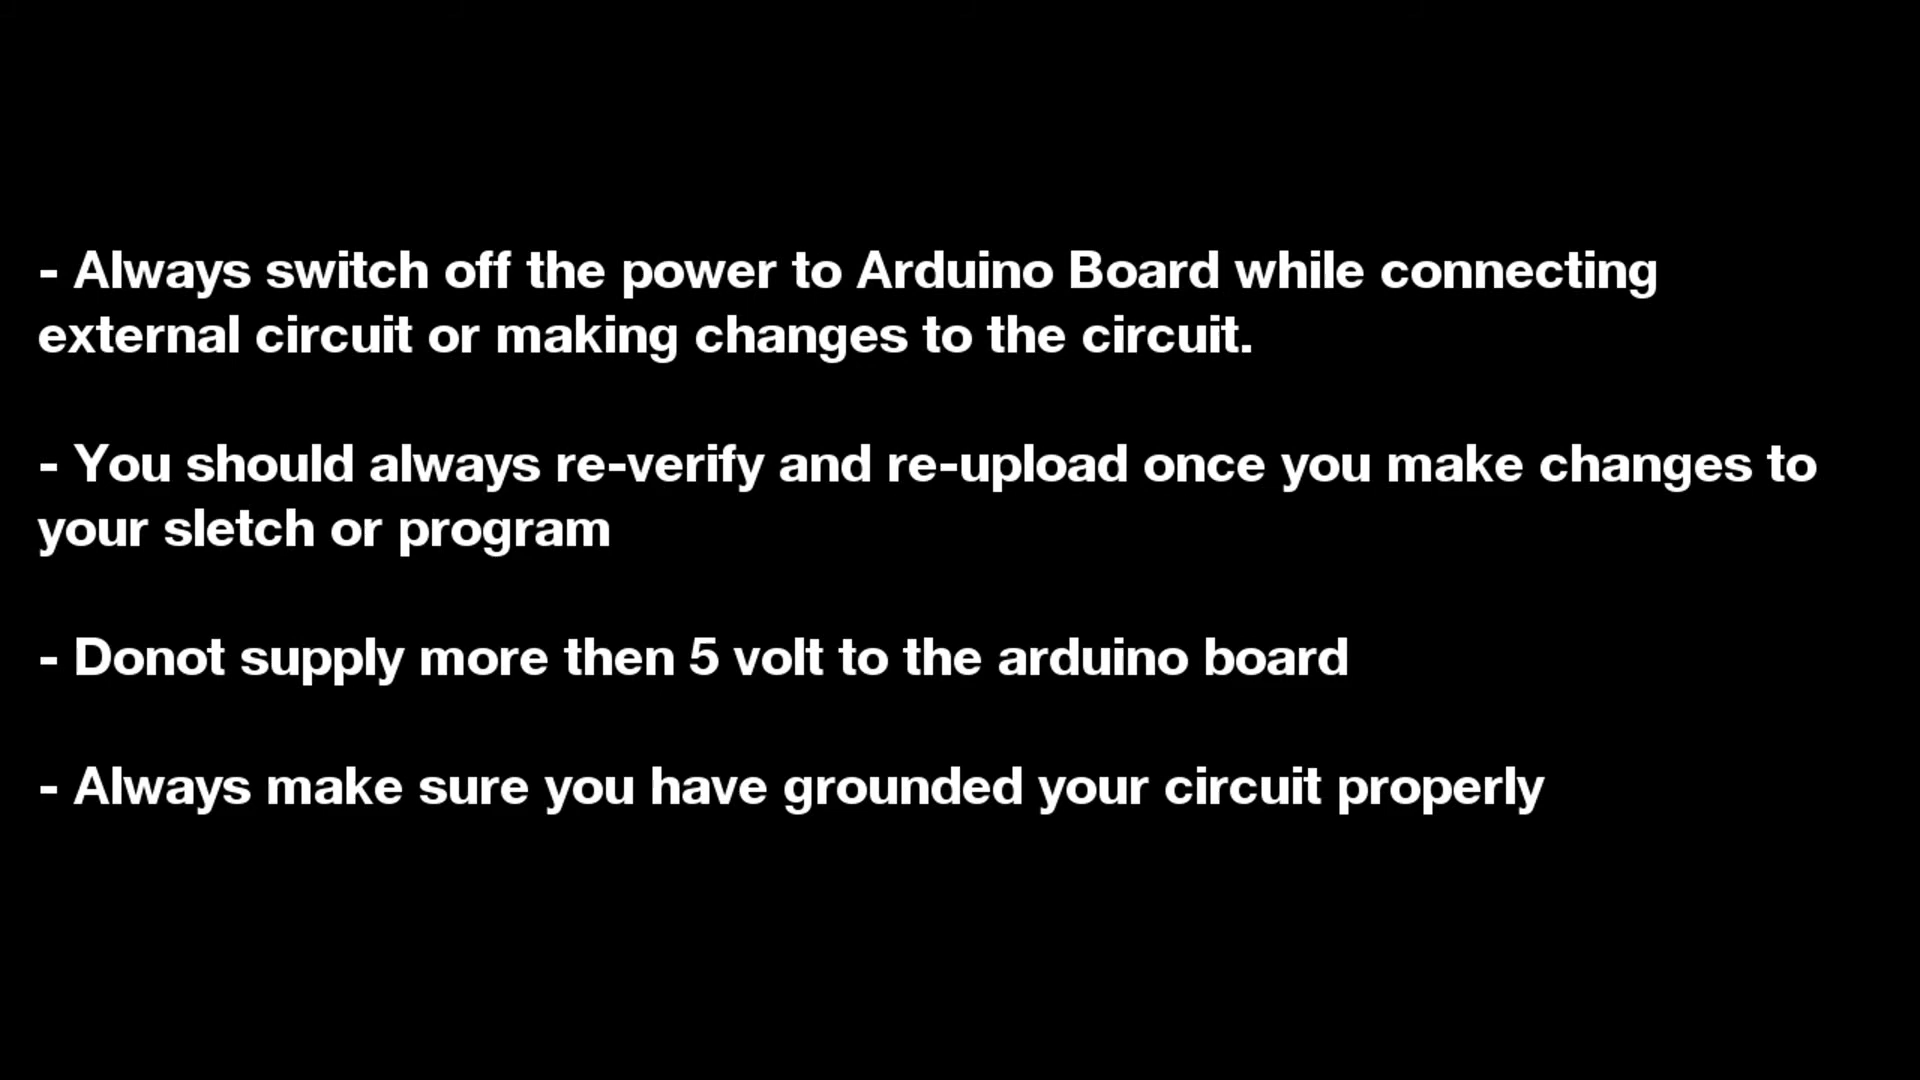 - Always switch off the power to Arduino Board while connecting
external circuit or making changes to the circuit.
- You should always re-verify and re-upload once you make changes to
your sletch or program
- Donot supply more then 5 volt to the arduino board
- Always make sure you have grounded your circuit properly